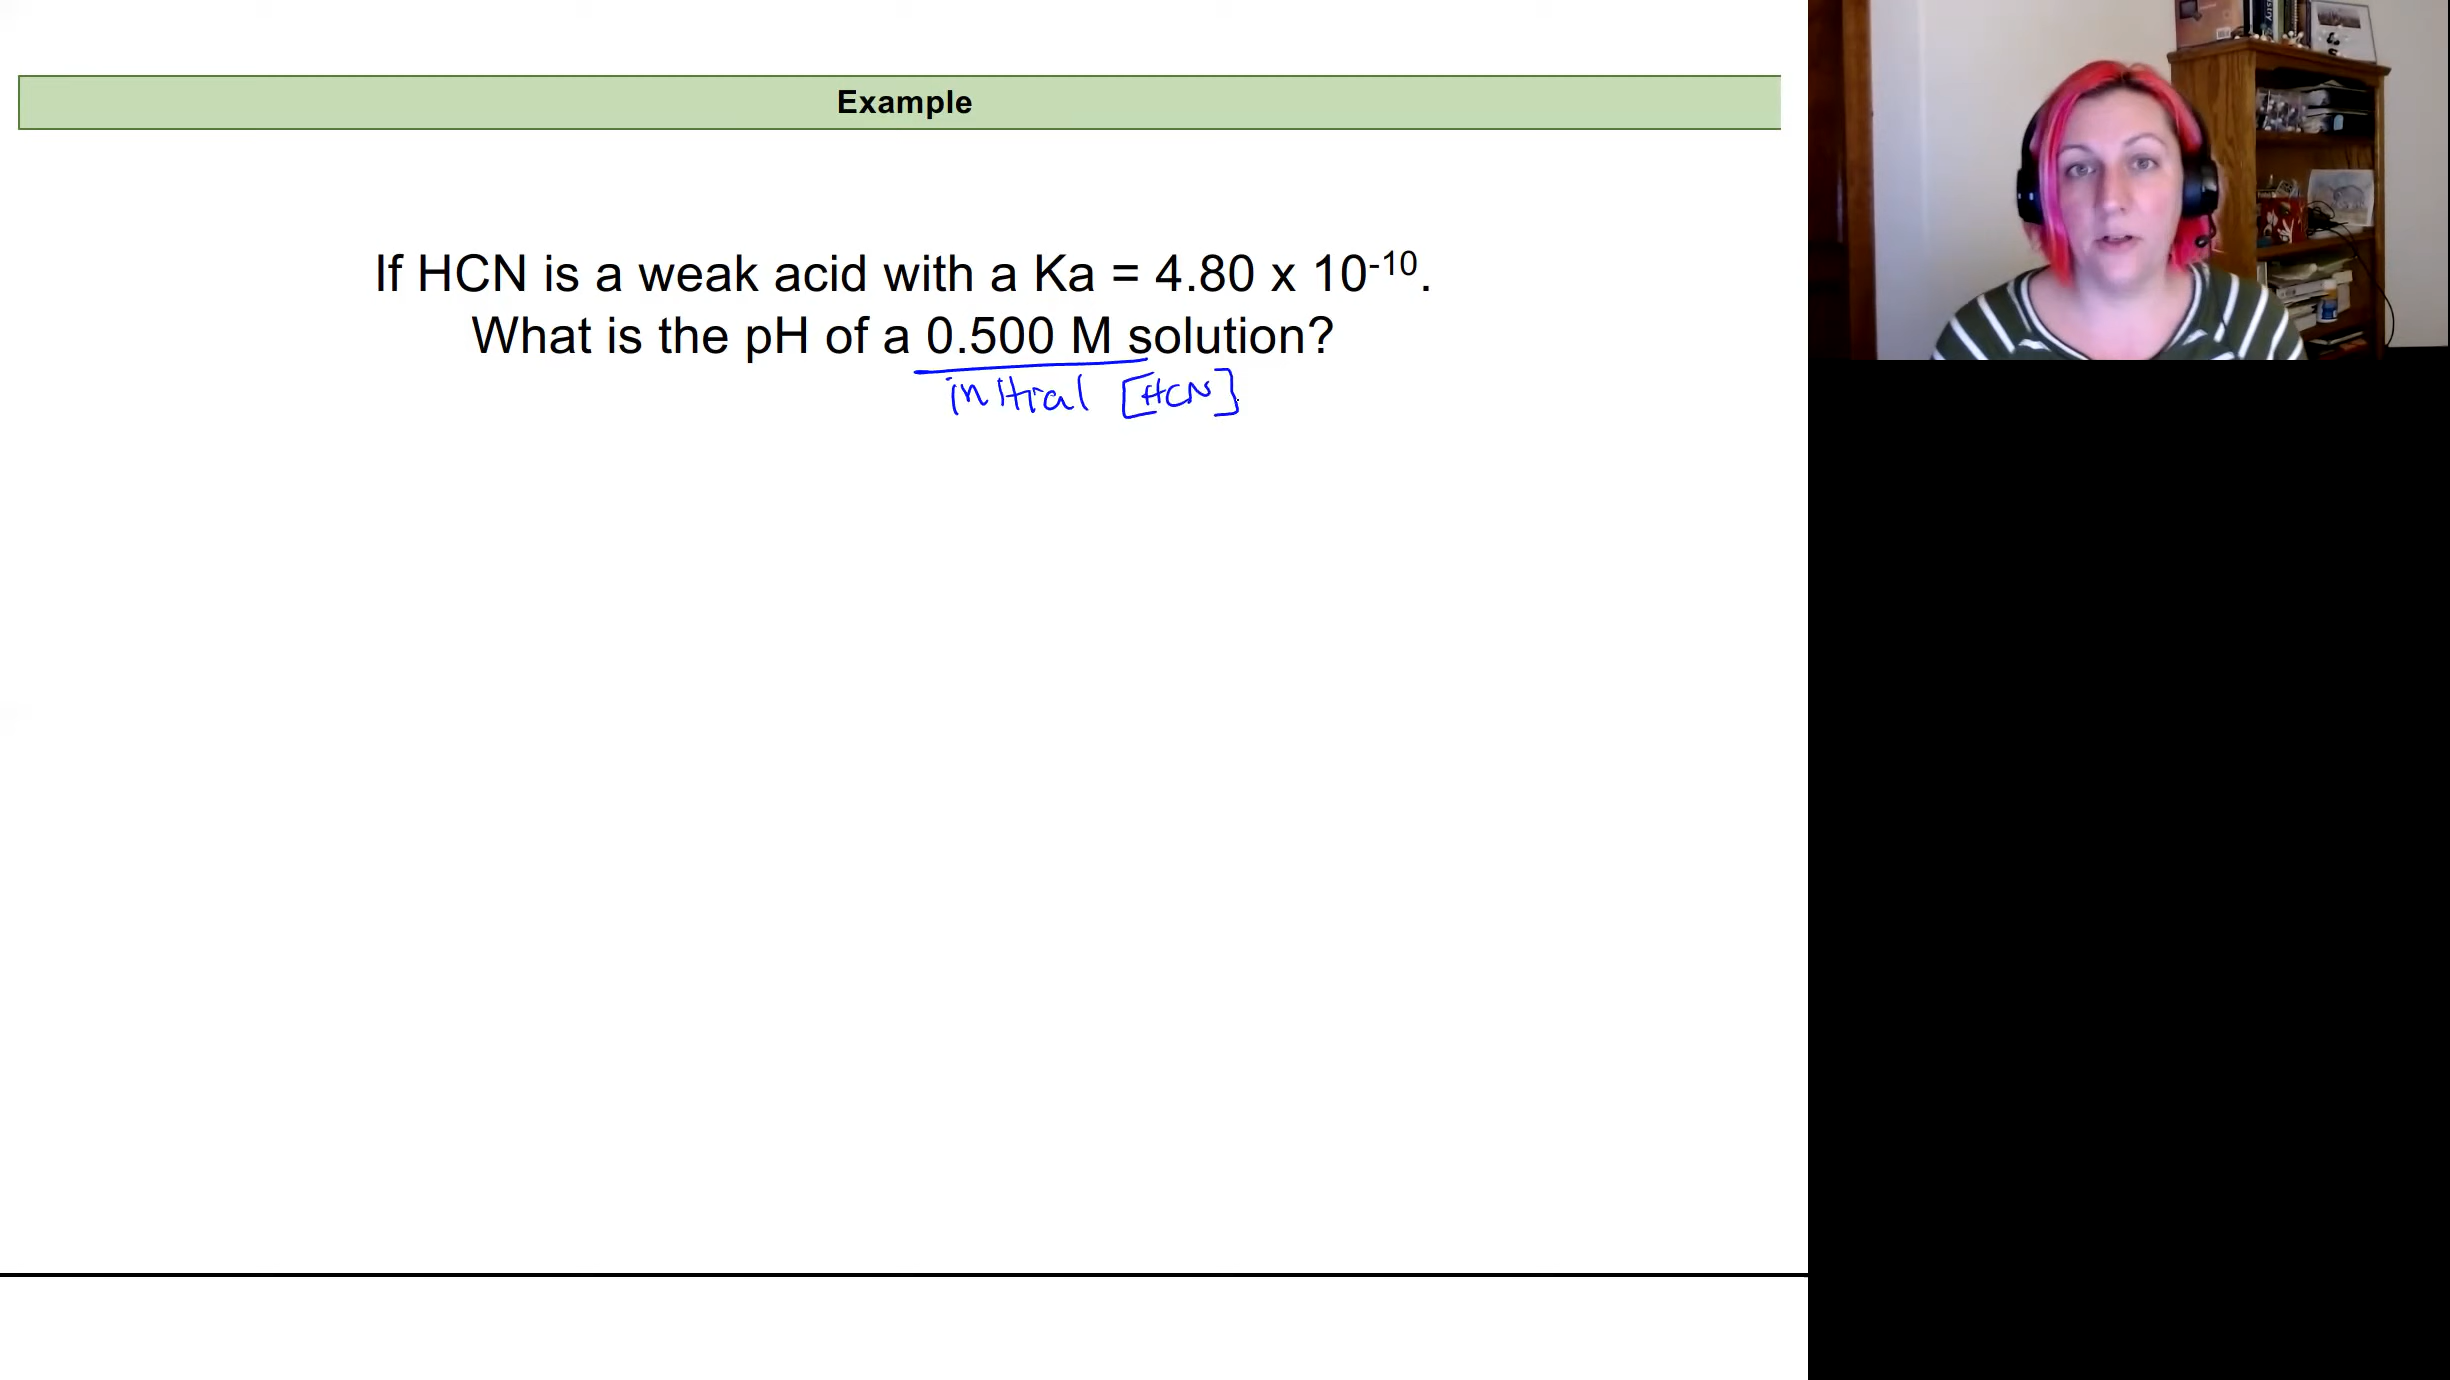 Example
If HCN is a weak acid with a Ka = 4.80 x 10⁻¹⁰.
What is the pH of a 0.500 M solution?
initial [HCN]